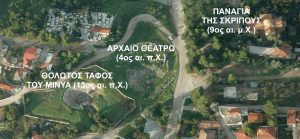 ΠΑΝΑΓΙΑ
ΤΗΣ ΣΚΡΙΠΟΥΣ
(9ος αι. μ.Χ.)
ΑΡΧΑΙΟ ΘΕΑΤΡΟ
(4ος αι. π.Χ.)
ΘΟΛΩΤΟΣ ΤΑΦΟΣ
ΤΟΥ ΜΙΝΥΑ (13ος αι. π.Χ.)